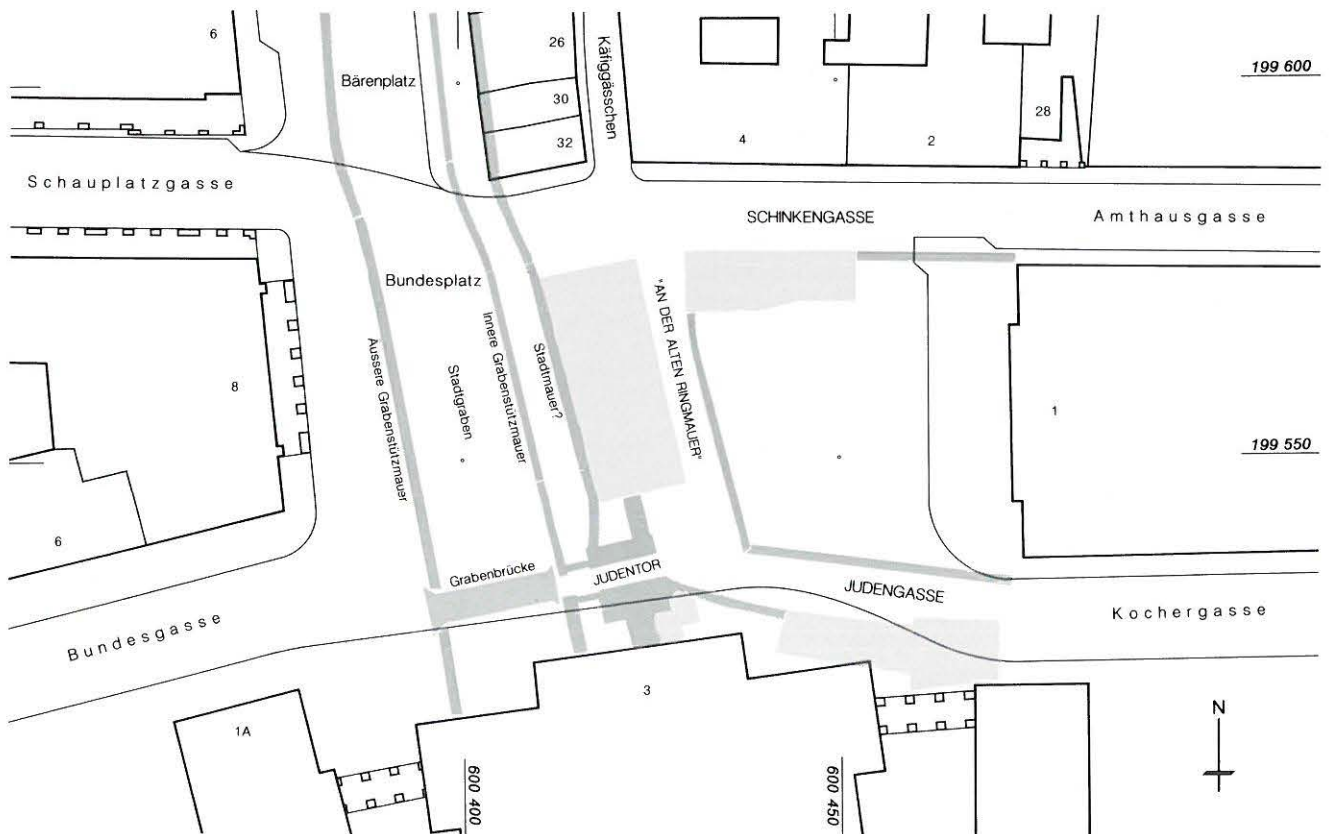 6
Bärenplatz
26
30
32
Käfiggässchen
4
2
28
199 600
Schauplatzgasse
SCHINKENGASSE
Amthausgasse
Bundesplatz
"AN DER ALTEN RINGMAUER"
Äussere Grabenstützmauer
Stadtgraben
Innere Grabenstützmauer
Stadtmauer?
8
1
199 550
6
Grabenbrücke
JUDENTOR
JUDENGASSE
Kochergasse
Bundesgasse
3
1A
N
600 400
600 450